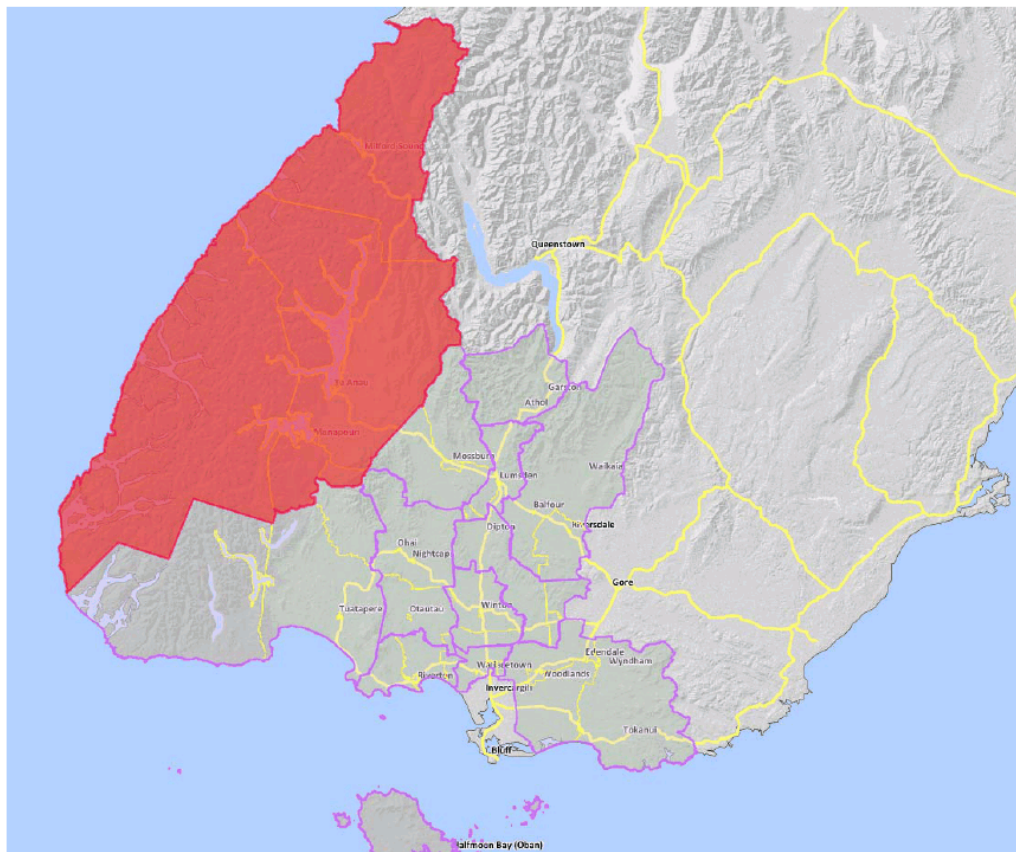 Milford Sound
Queenstown
Te Anau
Garston
Athol
Manapouri
Mossburn
Waikaia
Lumsden
Balfour
Riversdale
Dipton
Ohai
Nightcap
Gore
Winton
Tuatapere
Otautau
Edendale
Wyndham
Wallacetown
Woodlands
Riverton
Invercargill
Tokanui
Bluff
Halfmoon Bay (Oban)